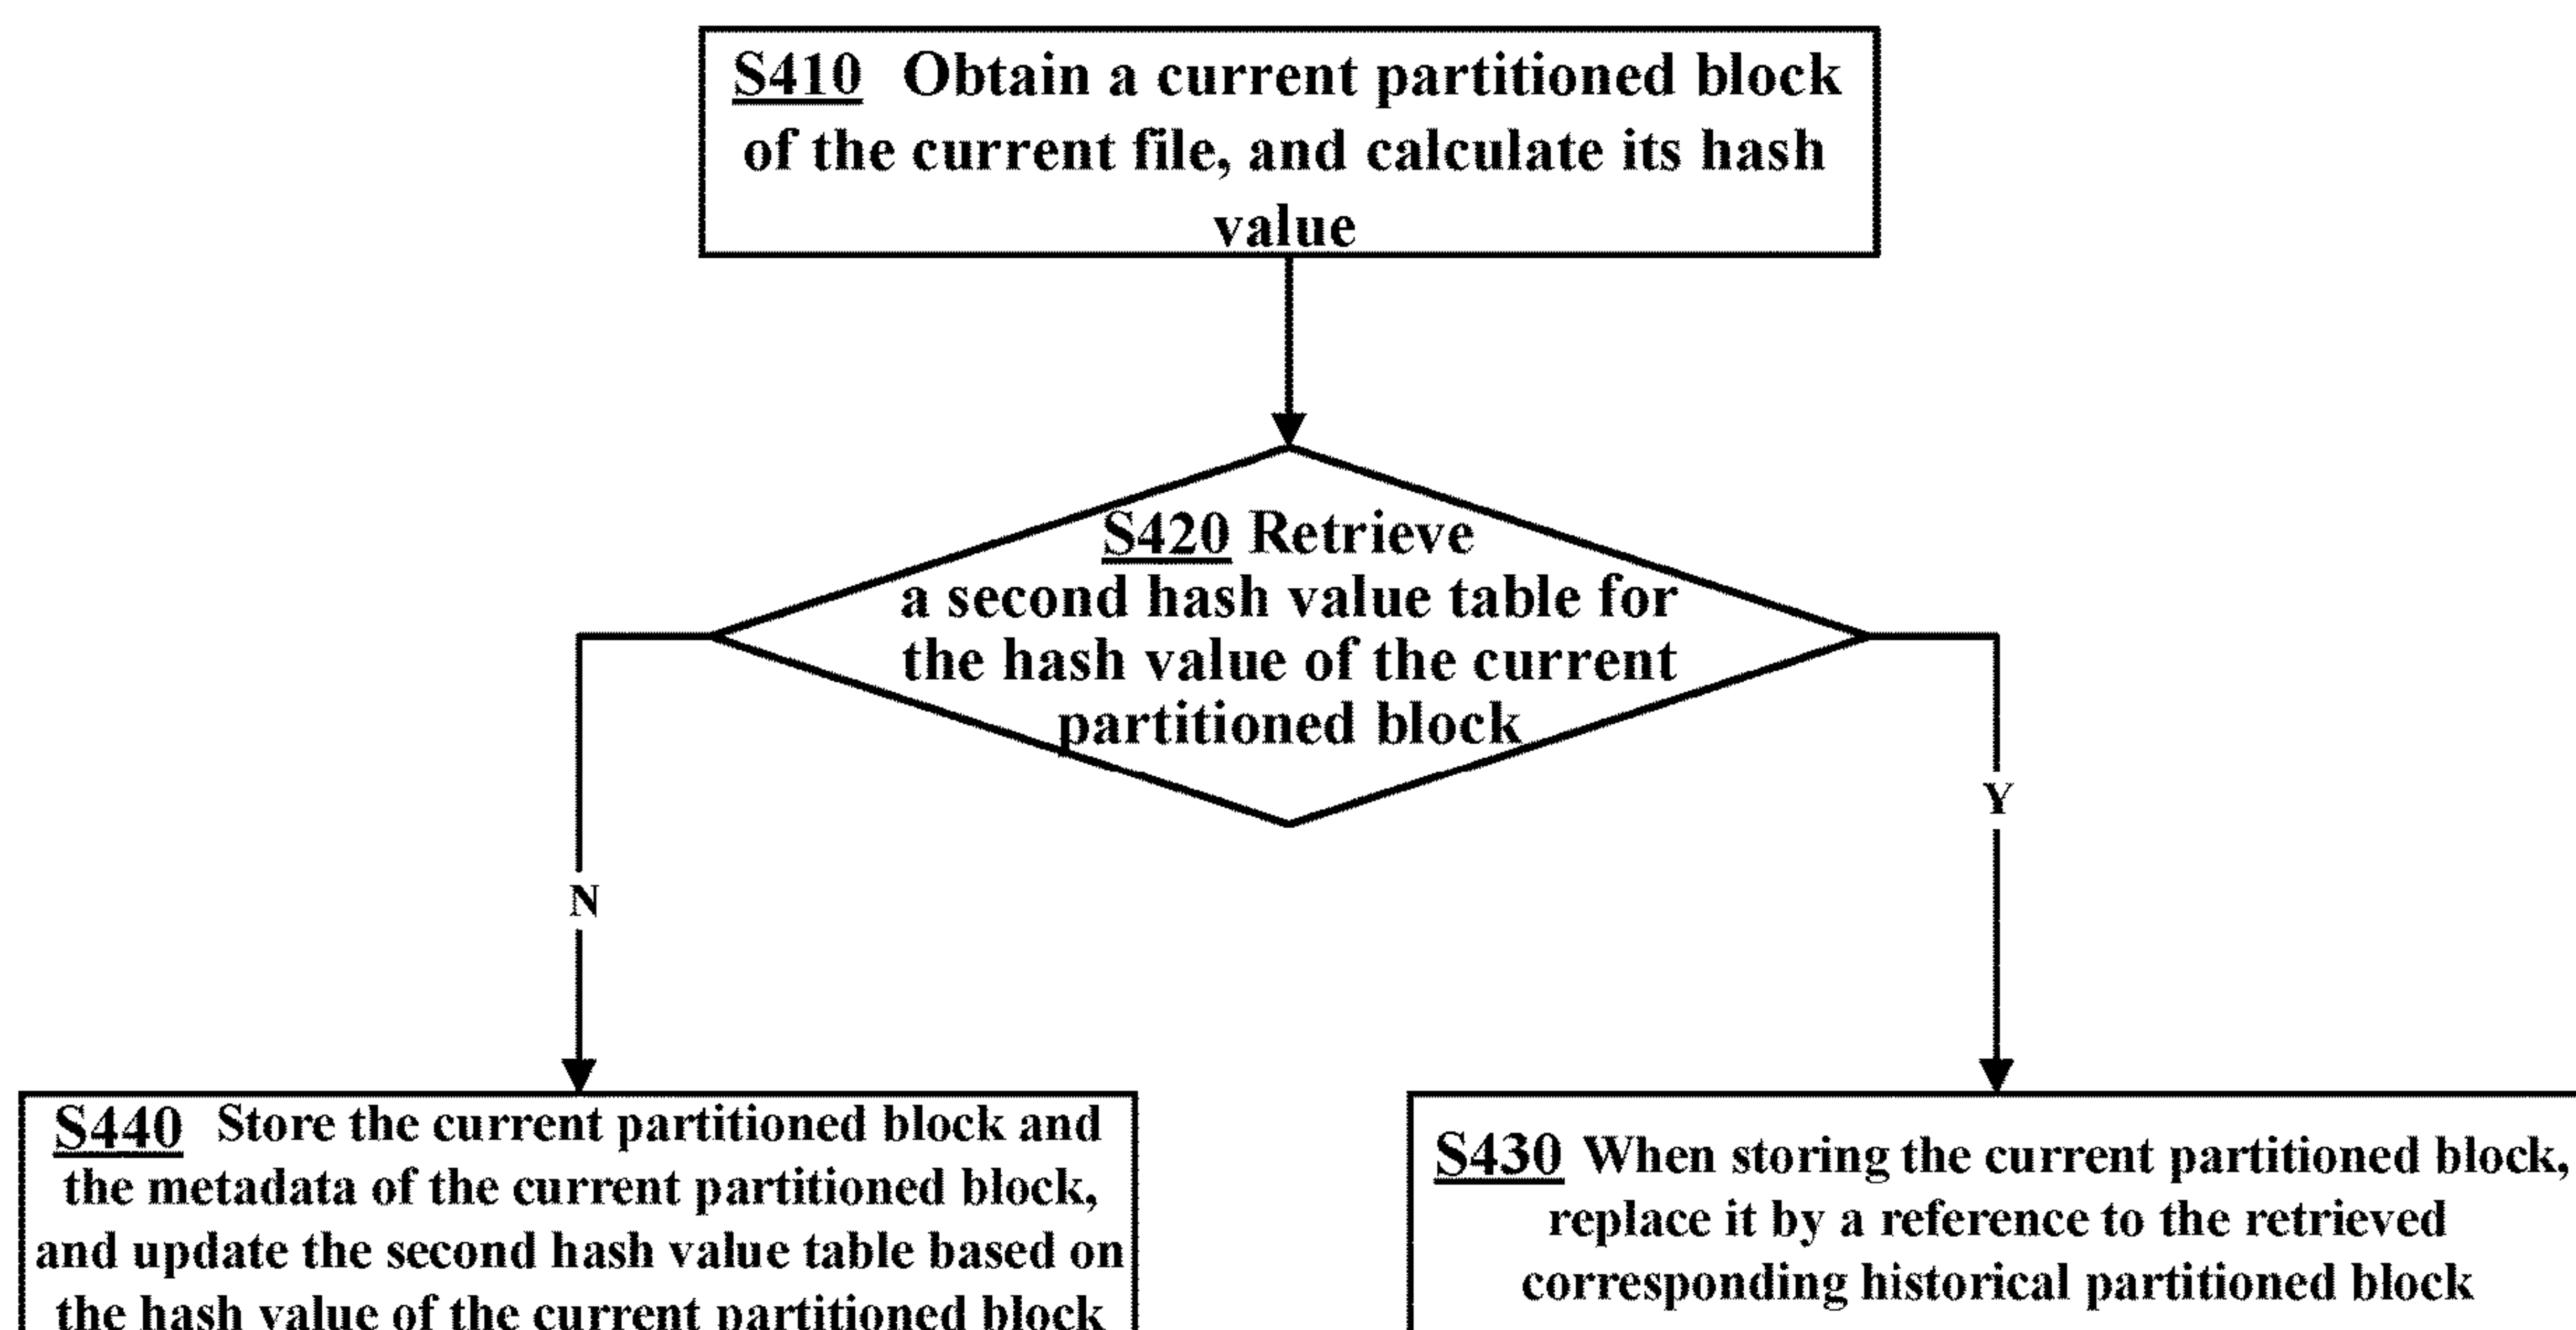 S410 Obtain a current partitioned block
of the current file, and calculate its hash
value
S420 Retrieve
a second hash value table for
the hash value of the current
partitioned block
Y
N
S440 Store the current partitioned block and
the metadata of the current partitioned block,
and update the second hash value table based on
the hash value of the current partitioned block
S430 When storing the current partitioned block,
replace it by a reference to the retrieved
corresponding historical partitioned block